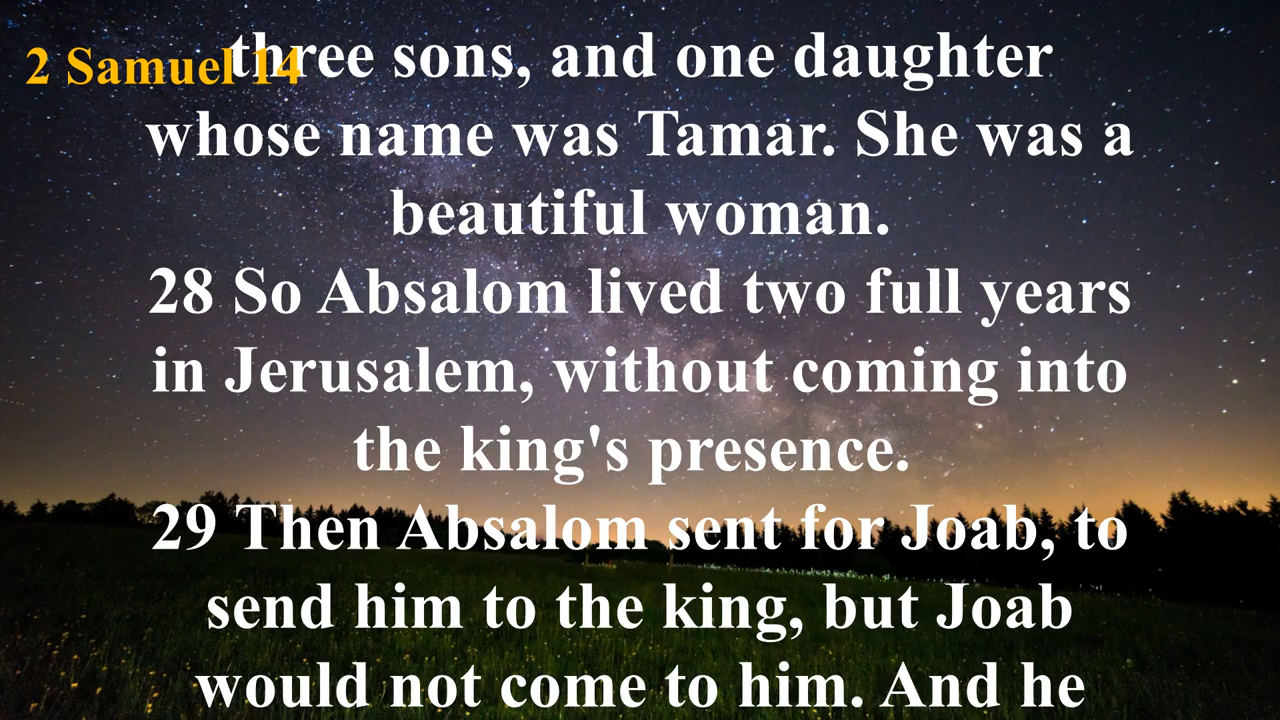 2 Samuel 14
three sons, and one daughter
whose name was Tamar. She was a
beautiful woman.
28 So Absalom lived two full years
in Jerusalem, without coming into
the king's presence.
29 Then Absalom sent for Joab, to
send him to the king, but Joab
would not come to him. And he